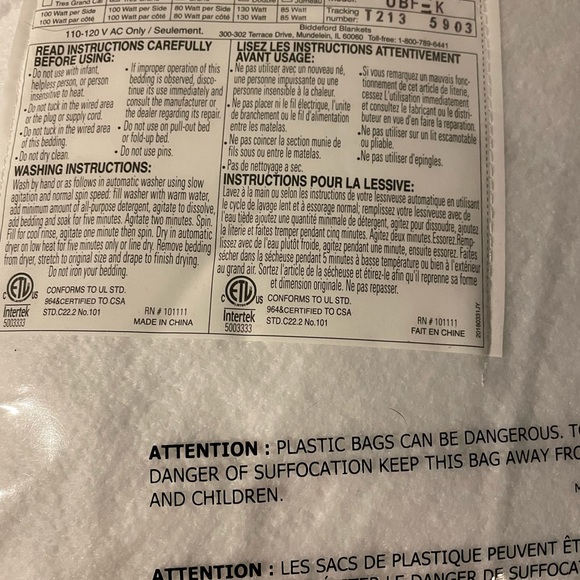 Tres Grand
100 Watt per Side 100 Watt per Side 80 Watt per Side 130 Watt 85 Watt
100 Watt par côté 100 Watt par côté 80 Watt par côté 130 Watt 85 Watt
Tracking number: T213 5903
110-120 V AC Only / Seulement.
Biddeford Blankets
300-302 Terrace Drive, Mundelein, IL 60060 Toll-free: 1-800-789-6441
READ INSTRUCTIONS CAREFULLY
BEFORE USING:
• Do not use with infant,
helpless person, or person
insensitive to heat.
• Do not tuck in the wired area
or the plug or supply cord.
• Do not tuck in the wired area
of this bedding.
• Do not dry clean.
• If improper operation of this
bedding is observed, disco-
tinue its use immediately and
consult the manufacturer or
the dealer regarding its repair.
• Do not use on pull-out bed
or fold-up bed.
• Do not use pins.
WASHING INSTRUCTIONS:
Wash by hand or as follows in automatic washer using slow
agitation and normal spin speed: fill washer with warm water,
add minimum amount of all-purpose detergent, agitate to dissolve,
add bedding and soak for five minutes. Agitate two minutes. Spin,
Fill for cool rinse, agitate one minute then spin. Dry in automatic
dryer on low heat for five minutes only or line dry. Remove bedding
from dryer, stretch to original size and drape to finish drying.
Do not iron your bedding.
C ETL US
Intertek
5003333
CONFORMS TO UL STD.
964&CERTIFIED TO CSA
STD.C22.2 No.101
RN # 101111
MADE IN CHINA
LISEZ LES INSTRUCTIONS ATTENTIVEMENT
AVANT USAGE:
• Ne pas utiliser avec un nouveau né,
une personne impuissante ou une
personne insensible à la chaleur.
• Ne pas placer ni le fil électrique, l'unite
de branchement ou le fil d'alimentation
entre les matelas.
• Ne pas coincer la section munie de
fils sous ou entre le matelas.
• Pas de nettoyage a sec.
• Si vous remarquez un mauvais fonc-
tionnement de cet article de literie,
cessez L'utilisation immediatement
et consultez le fabricant ou le distri-
buteur en vue d'en faire la reparation.
• Ne pas utiliser sur un lit escamotable
ou pliable.
• Ne pas utiliser d'epingles.
INSTRUCTIONS POUR LA LESSIVE:
Lavez à la main ou selon les instructions de votre lessiveuse automatique en utilisant
le cycle de lavage lent et à essorage normal; remplissez votre lessiveuse avec de
l'eau tiède ajoutez une quantité minimale de détergent, agitez pour dissoudre, ajoutez
la literie et faites tremper pendant cinq minutes. Agitez deux minutes.Essorez.Remp-
lissez avec de l'eau plutôt froide, agitez pendant une minute, ensuite essorez. Faites
sécher dans la sécheuse pendant 5 minutes à basse température ou bien à l'extérieur
au grand air. Sortez l'article de la sécheuse et étirez-le afin qu'il reprenne sa forme
et dimension originale. Ne pas repasser.
C ETL US
Intertek
5003333
CONFORMS TO UL STD.
964&CERTIFIED TO CSA
STD.C22.2 No.101
RN # 101111
FAIT EN CHINE
ATTENTION : PLASTIC BAGS CAN BE DANGEROUS. TO
DANGER OF SUFFOCATION KEEP THIS BAG AWAY FRO
AND CHILDREN.
ATTENTION : LES SACS DE PLASTIQUE PEUVENT ÊT
LE DANGER DE SUFFOCA